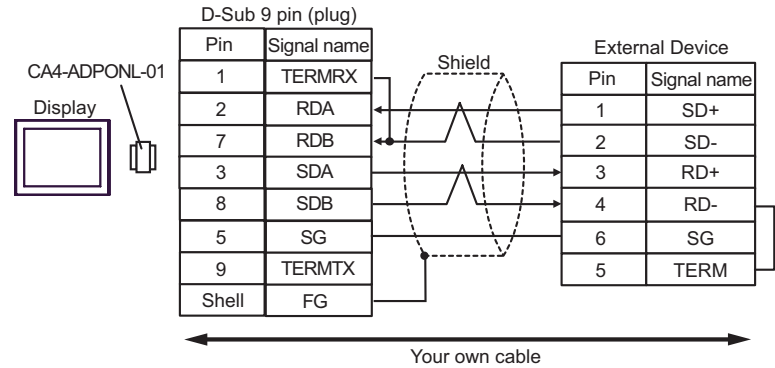 D-Sub 9 pin (plug)
Pin Signal name
1 TERMRX
2 RDA
7 RDB
3 SDA
8 SDB
5 SG
9 TERMTX
Shell FG
CA4-ADPONL-01
Display
Shield
External Device
Pin Signal name
1 SD+
2 SD-
3 RD+
4 RD-
6 SG
5 TERM
Your own cable